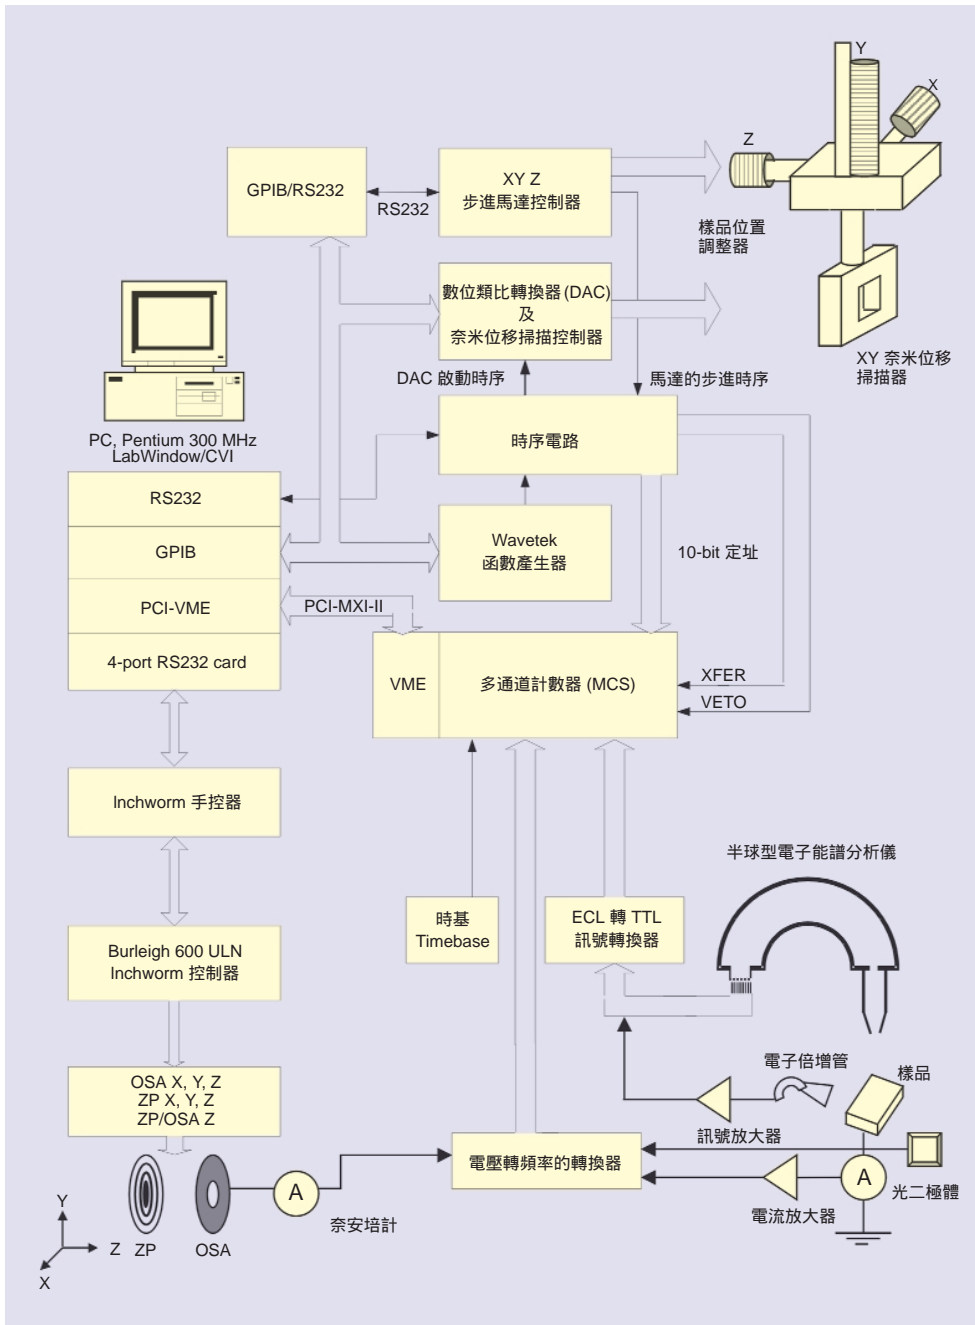 Y
X
Z
GPIB/RS232
RS232
XY Z
步進馬達控制器
樣品位置
調整器
數位類比轉換器 (DAC)
及
奈米位移掃描控制器
XY 奈米位移
掃描器
DAC 啟動時序
馬達的步進時序
PC, Pentium 300 MHz
LabWindow/CVI
時序電路
RS232
GPIB
PCI-VME
4-port RS232 card
Wavetek
函數產生器
10-bit 定址
PCI-MXI-II
VME
多通道計數器 (MCS)
XFER
VETO
Inchworm 手控器
半球型電子能譜分析儀
時基
Timebase
ECL 轉 TTL
訊號轉換器
Burleigh 600 ULN
Inchworm 控制器
電子倍增管
樣品
OSA X, Y, Z
ZP X, Y, Z
ZP/OSA Z
訊號放大器
電壓轉頻率的轉換器
A
A
光二極體
奈安培計
電流放大器
Y
Z
X
ZP
OSA